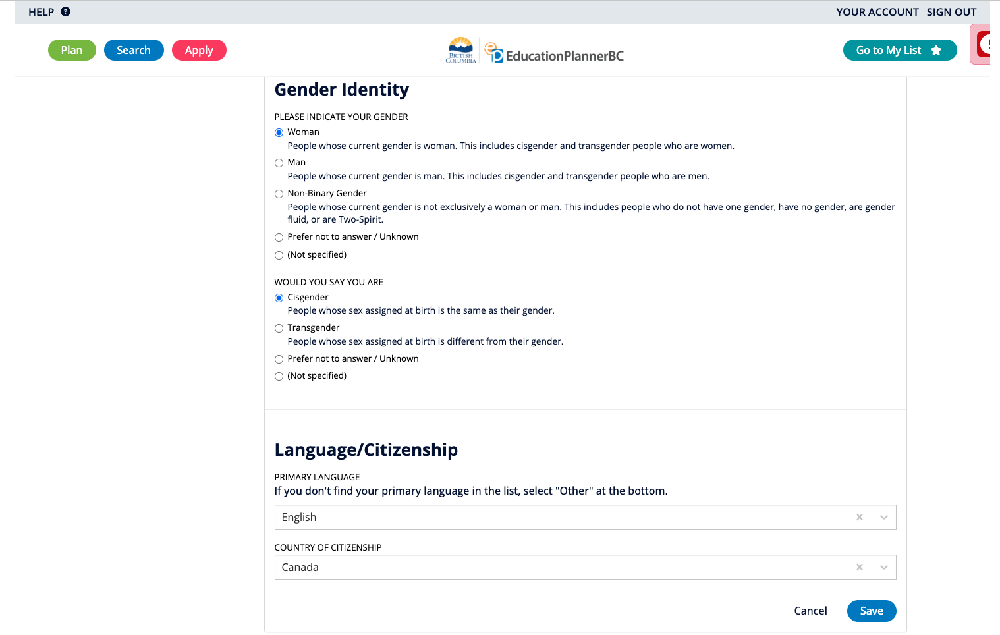 HELP ?
YOUR ACCOUNT SIGN OUT
Plan Search Apply
BRITISH
COLUMBIA
EducationPlannerBC
Go to My List
Gender Identity
PLEASE INDICATE YOUR GENDER
Woman
People whose current gender is woman. This includes cisgender and transgender people who are women.
Man
People whose current gender is man. This includes cisgender and transgender people who are men.
Non-Binary Gender
People whose current gender is not exclusively a woman or man. This includes people who do not have one gender, have no gender, are gender
fluid, or are Two-Spirit.
Prefer not to answer / Unknown
(Not specified)
WOULD YOU SAY YOU ARE
Cisgender
People whose sex assigned at birth is the same as their gender.
Transgender
People whose sex assigned at birth is different from their gender.
Prefer not to answer / Unknown
(Not specified)
Language/Citizenship
PRIMARY LANGUAGE
If you don't find your primary language in the list, select "Other" at the bottom.
English
COUNTRY OF CITIZENSHIP
Canada
Cancel Save